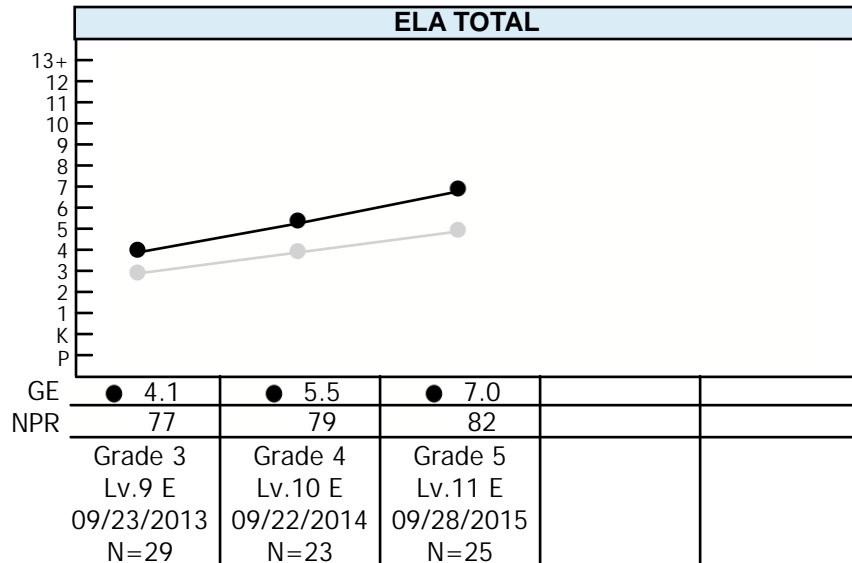 ELA TOTAL
13+
12
11
10
9
8
7
6
5
4
3
2
1
K
P
GE 4.1 5.5 7.0
NPR 77 79 82
Grade 3 Grade 4 Grade 5
Lv.9 E Lv.10 E Lv.11 E
09/23/2013 09/22/2014 09/28/2015
N=29 N=23 N=25